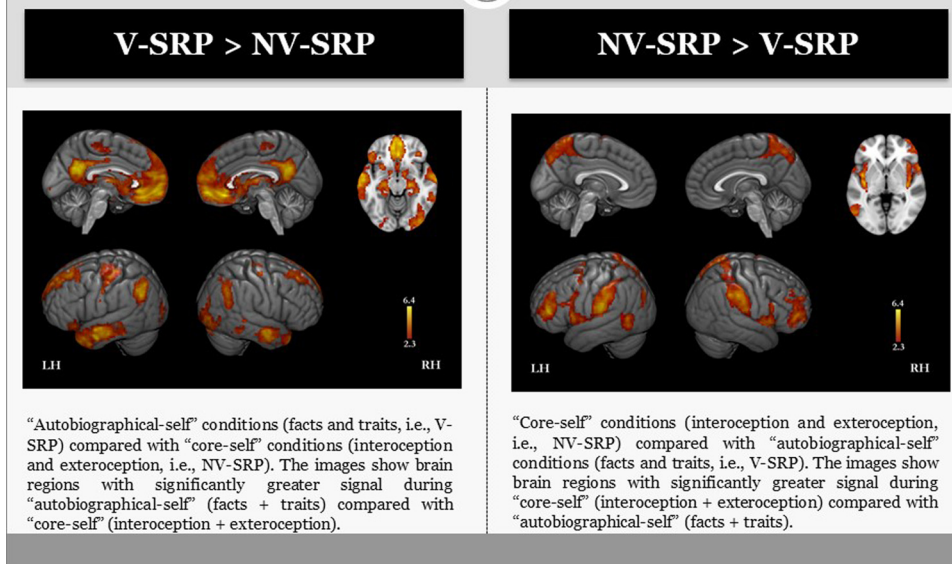 V-SRP > NV-SRP
6.4
2.3
LH
RH
“Autobiographical-self” conditions (facts and traits, i.e., V-
SRP) compared with “core-self” conditions (interoception
and exteroception, i.e., NV-SRP). The images show brain
regions with significantly greater signal during
“autobiographical-self” (facts + traits) compared with
“core-self” (interoception + exteroception).
NV-SRP > V-SRP
6.4
2.3
LH
RH
“Core-self” conditions (interoception and exteroception,
i.e., NV-SRP) compared with “autobiographical-self”
conditions (facts and traits, i.e., V-SRP). The images show
brain regions with significantly greater signal during
“core-self” (interoception + exteroception) compared with
“autobiographical-self” (facts + traits).